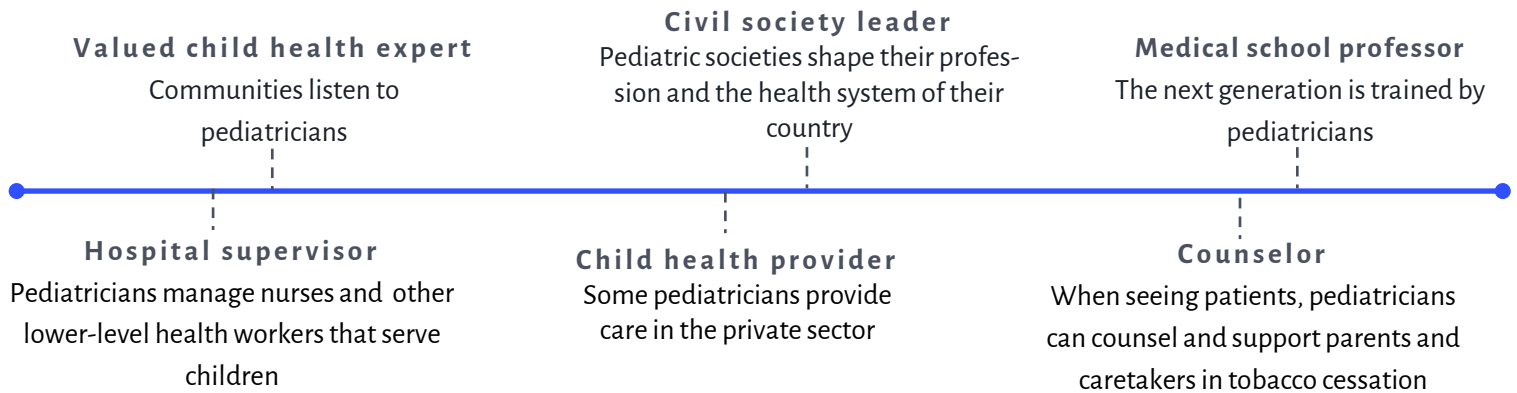 Valued child health expert
Communities listen to
pediatricians
Civil society leader
Pediatric societies shape their profes-
sion and the health system of their
country
Medical school professor
The next generation is trained by
pediatricians
Hospital supervisor
Pediatricians manage nurses and other
lower-level health workers that serve
children
Child health provider
Some pediatricians provide
care in the private sector
Counselor
When seeing patients, pediatricians
can counsel and support parents and
caretakers in tobacco cessation